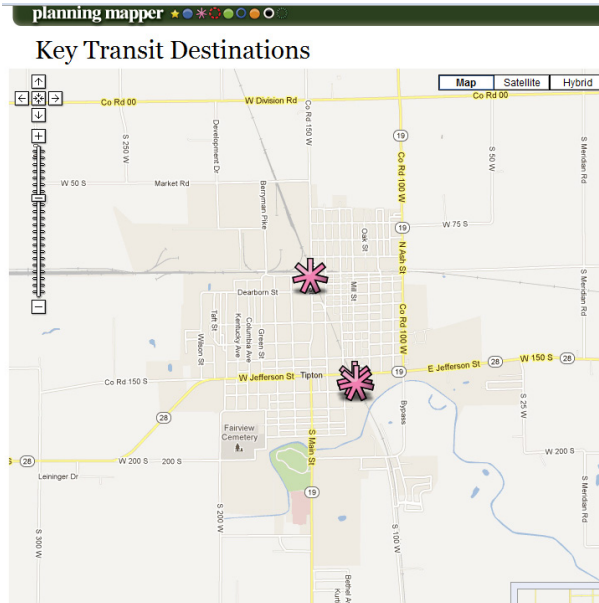 planning mapper
Key Transit Destinations
Map Satellite Hybrid
Co Rd 00 W Division Rd Co Rd 150 W Co Rd 00
19
S 250 W
Development Dr
Co Rd 100 W
S 50 W
S Meridian Rd
W 50 S Market Rd
Berryman Pike
Oak St
19
W 75 S
N Ash St
S Meridian Rd
Dearborn St
Mill St
Taft St
Kentucky Ave
Columbia Ave
Green St
Co Rd 100 W
Wilson St
E Jefferson St 28 W 150 S 28
Co Rd 150 S W Jefferson St Tipton 19
28
Bypass
S 25 W
Fairview
Cemetery
S Main St
28 W 200 S 200 S W 200 S
Leininger Dr
19
S Meridian Rd
S 300 W
S 200 W
S 100 W